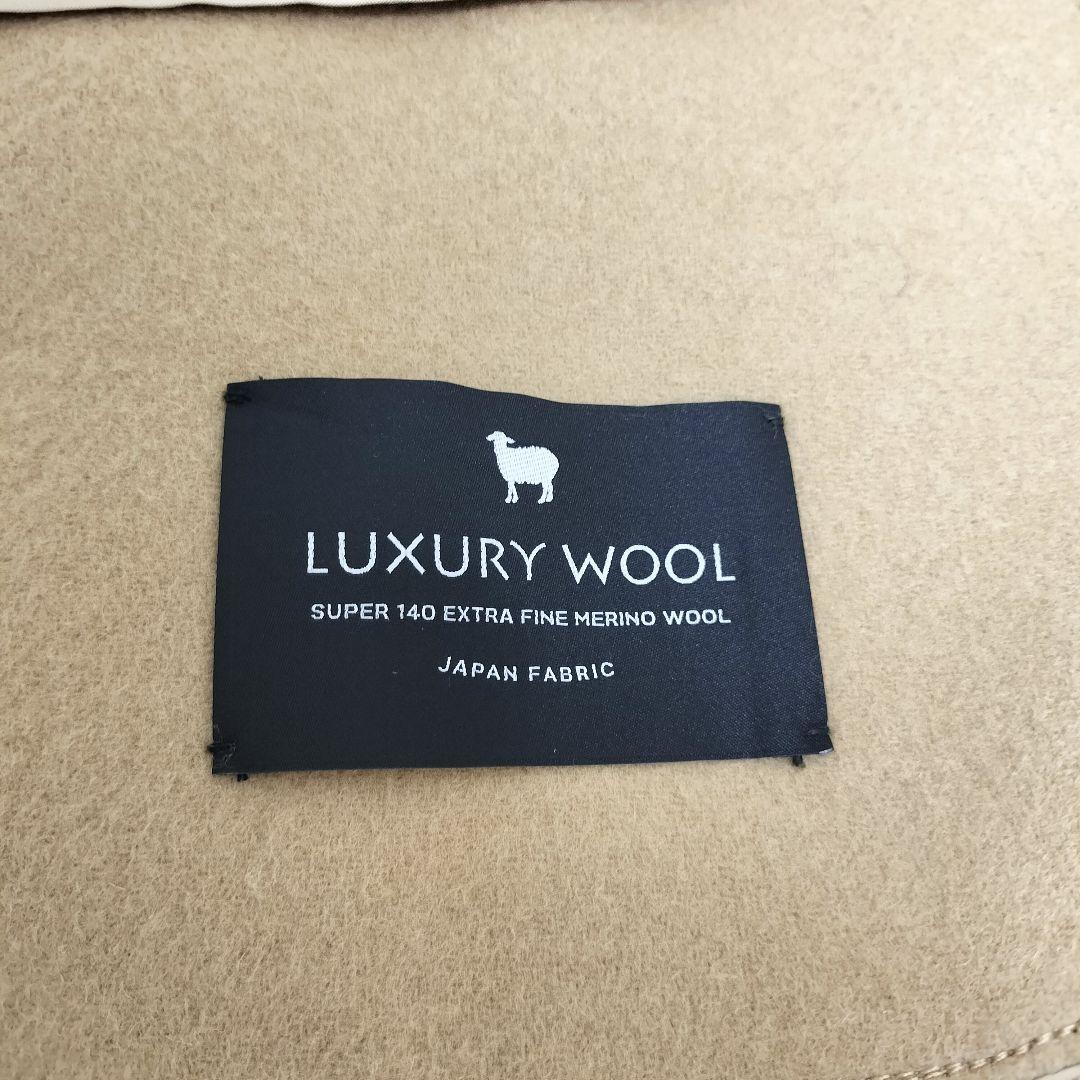 LUXURY WOOL
SUPER 140 EXTRA FINE MERINO WOOL
JAPAN FABRIC